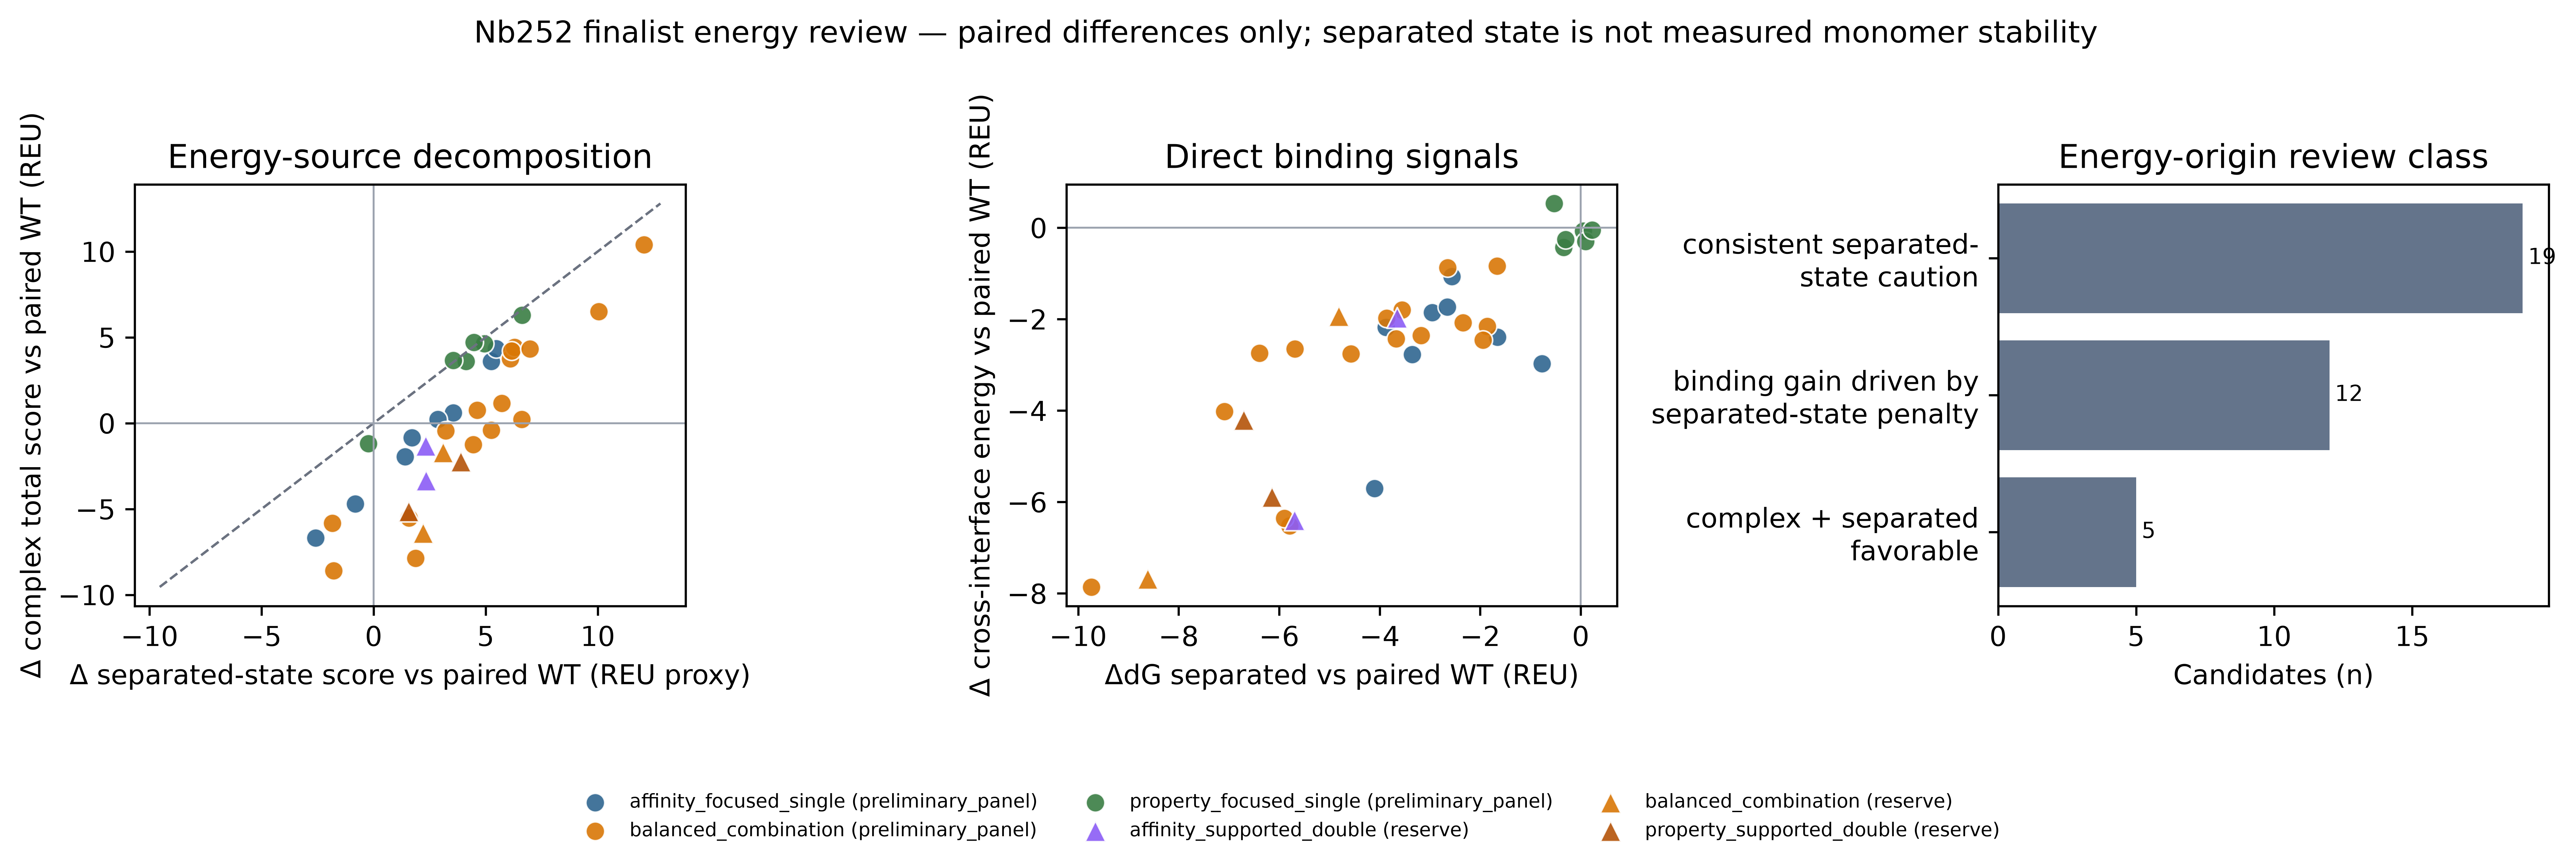 Nb252 finalist energy review — paired differences only; separated state is not measured monomer stability
Energy-source decomposition
Δ complex total score vs paired WT (REU)
10
5
0
−5
−10
−10
−5
0
5
10
Δ separated-state score vs paired WT (REU proxy)
Direct binding signals
Δ cross-interface energy vs paired WT (REU)
0
−2
−4
−6
−8
−10
−8
−6
−4
−2
0
ΔdG separated vs paired WT (REU)
Energy-origin review class
consistent separated-
state caution
19
binding gain driven by
separated-state penalty
12
complex + separated
favorable
5
0
5
10
15
Candidates (n)
affinity_focused_single (preliminary_panel)
balanced_combination (preliminary_panel)
property_focused_single (preliminary_panel)
affinity_supported_double (reserve)
balanced_combination (reserve)
property_supported_double (reserve)